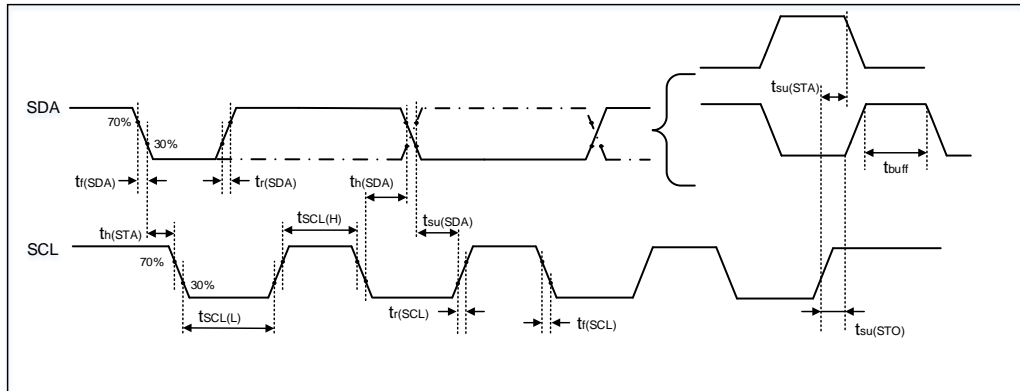 tsu(STA)
SDA
70%
30%
tbuff
tf(SDA)
tr(SDA)
th(SDA)
tSCL(H)
tsu(SDA)
th(STA)
SCL
70%
30%
tSCL(L)
tr(SCL)
tf(SCL)
tsu(STO)